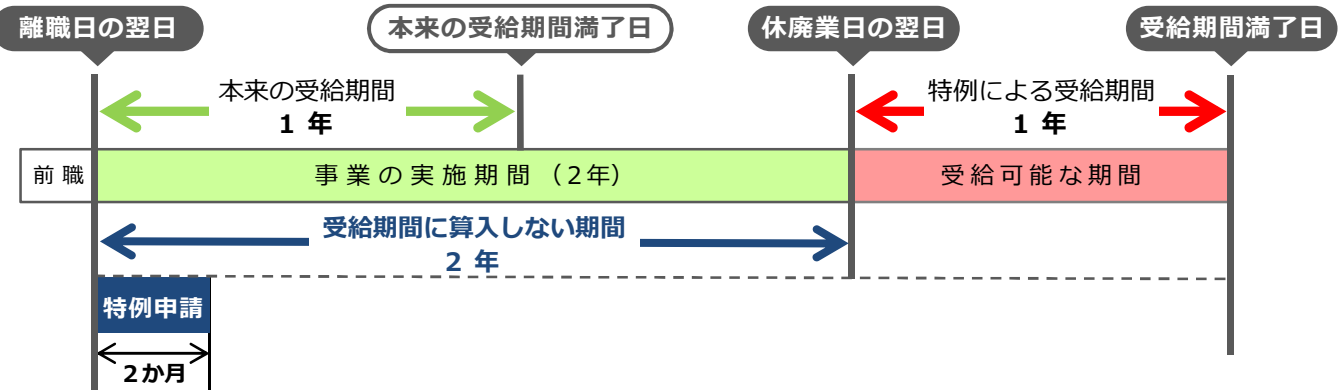 離職日の翌日
本来の受給期間満了日
休廃業日の翌日
受給期間満了日
本来の受給期間
1 年
特例による受給期間
1 年
前職
事業の実施期間（2年）
受給可能な期間
受給期間に算入しない期間
2 年
特例申請
2か月